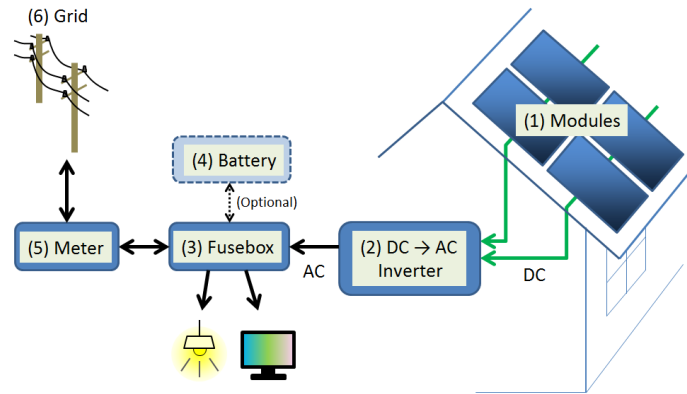 (6) Grid
(1) Modules
(4) Battery
(Optional)
(5) Meter
(3) Fusebox
AC
(2) DC → AC
Inverter
DC